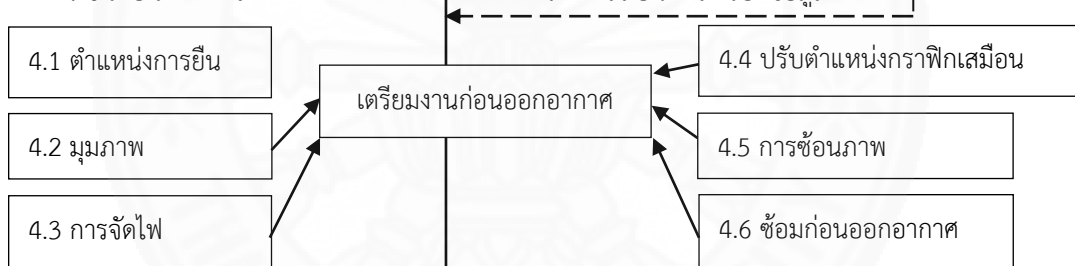 4.1 ตำแหน่งการยืน
4.4 ปรับตำแหน่งกราฟิกเสมือน
เตรียมงานก่อนออกอากาศ
4.2 มุมภาพ
4.5 การซ้อนภาพ
4.3 การจัดไฟ
4.6 ซ้อมก่อนออกอากาศ